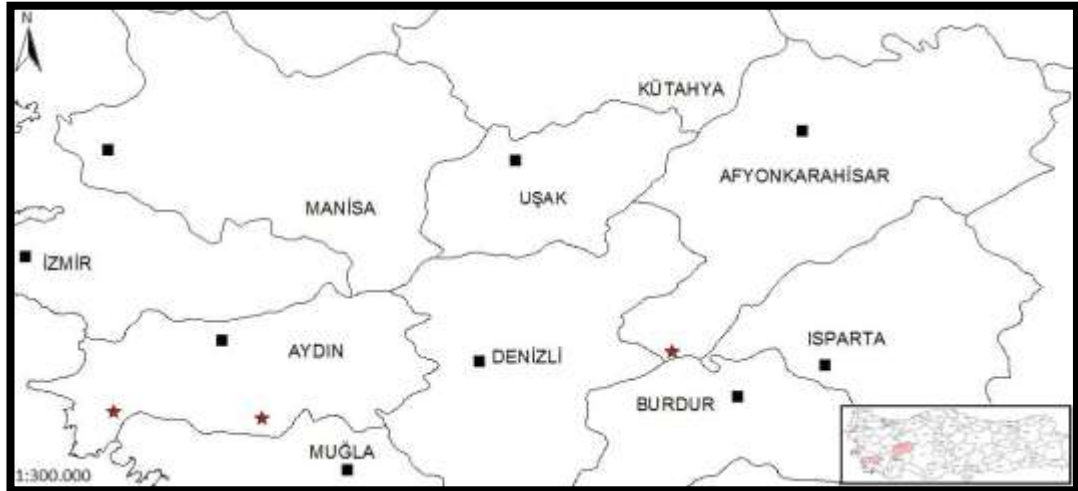 N
KÜTAHYA
AFYONKARAHİSAR
UŞAK
MANİSA
İZMİR
ISPARTA
AYDIN
DENİZLİ
BURDUR
MUĞLA
1:300.000